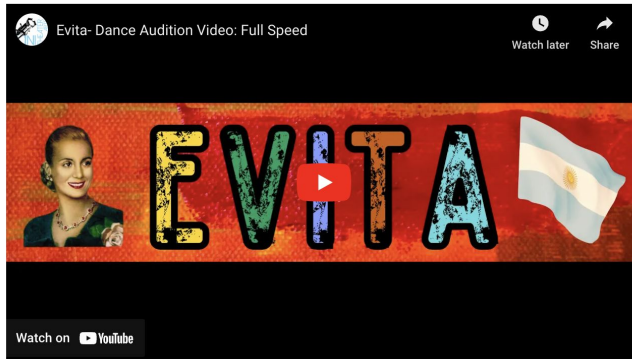 Evita- Dance Audition Video: Full Speed
Watch later
Share
EVITA
Watch on YouTube